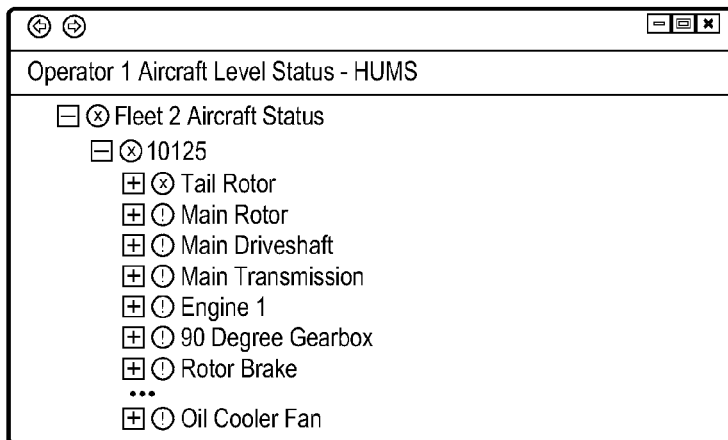 Operator 1 Aircraft Level Status - HUMS
Fleet 2 Aircraft Status
10125
Tail Rotor
Main Rotor
Main Driveshaft
Main Transmission
Engine 1
90 Degree Gearbox
Rotor Brake
•••
Oil Cooler Fan